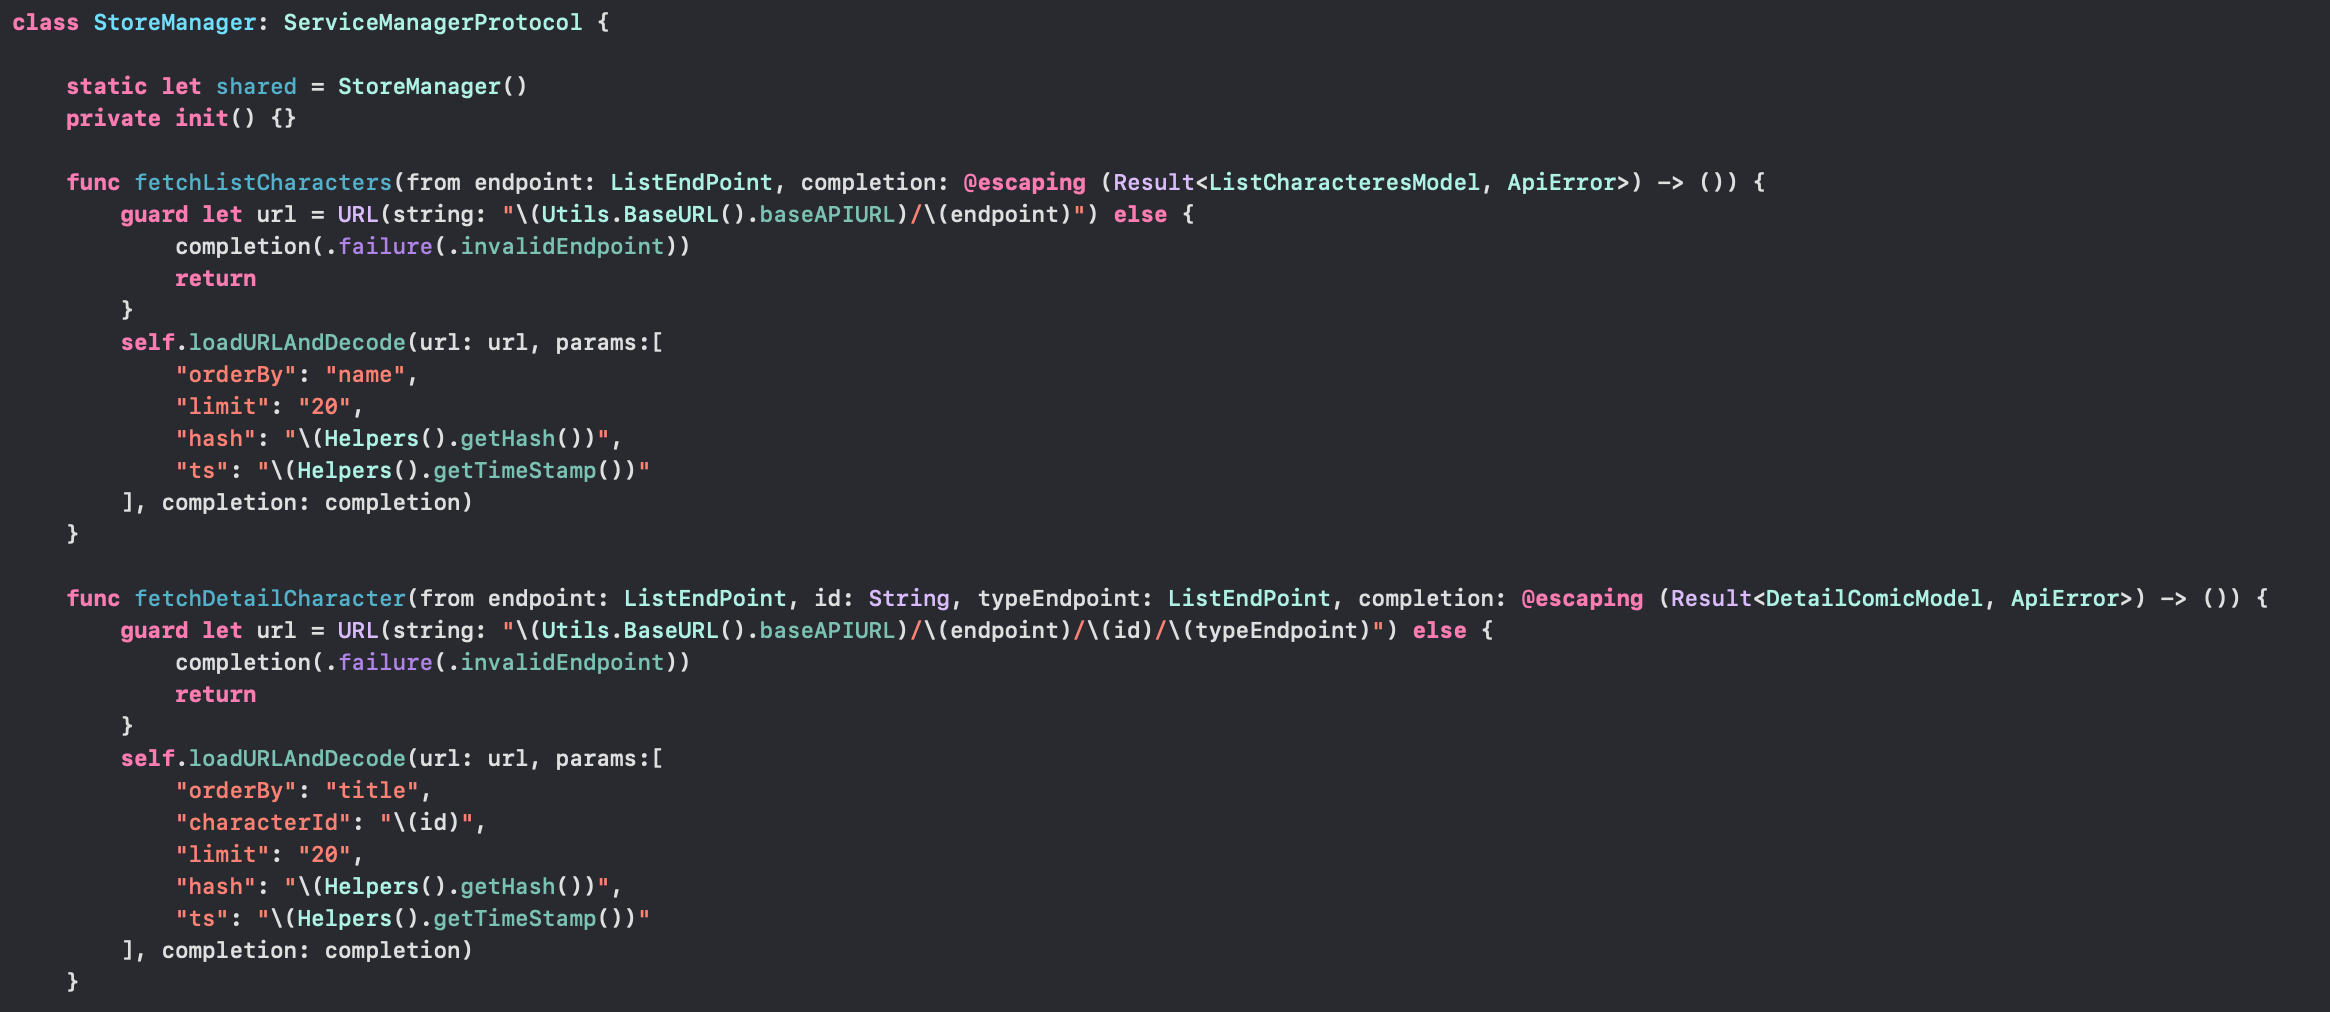 class StoreManager: ServiceManagerProtocol {
static let shared = StoreManager()
private init() {}
func fetchListCharacters(from endpoint: ListEndPoint, completion: @escaping (Result<ListCharacteresModel, ApiError>) -> ()) {
guard let url = URL(string: "\(Utils.BaseURL().baseAPIURL)/\(endpoint)") else {
completion(.failure(.invalidEndpoint))
return
}
self.loadURLAndDecode(url: url, params:[
"orderBy": "name",
"limit": "20",
"hash": "\(Helpers().getHash())",
"ts": "\(Helpers().getTimeStamp())"
], completion: completion)
}
func fetchDetailCharacter(from endpoint: ListEndPoint, id: String, typeEndpoint: ListEndPoint, completion: @escaping (Result<DetailComicModel, ApiError>) -> ()) {
guard let url = URL(string: "\(Utils.BaseURL().baseAPIURL)/\(endpoint)/\(id)/\(typeEndpoint)") else {
completion(.failure(.invalidEndpoint))
return
}
self.loadURLAndDecode(url: url, params:[
"orderBy": "title",
"characterId": "\(id)",
"limit": "20",
"hash": "\(Helpers().getHash())",
"ts": "\(Helpers().getTimeStamp())"
], completion: completion)
}